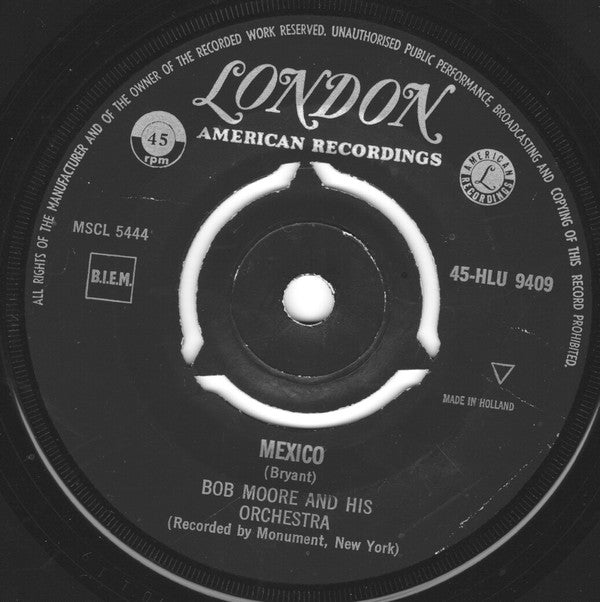 ALL RIGHTS OF THE MANUFACTURER AND OF THE OWNER OF THE RECORDED WORK RESERVED. UNAUTHORISED PUBLIC PERFORMANCE, BROADCASTING AND COPYING OF THIS RECORD PROHIBITED.
LONDON
AMERICAN RECORDINGS
45
rpm
AMERICAN
L
RECORDINGS
MSCL 5444
B.I.E.M.
45-HLU 9409
MADE IN HOLLAND
MEXICO
(Bryant)
BOB MOORE AND HIS
ORCHESTRA
(Recorded by Monument, New York)